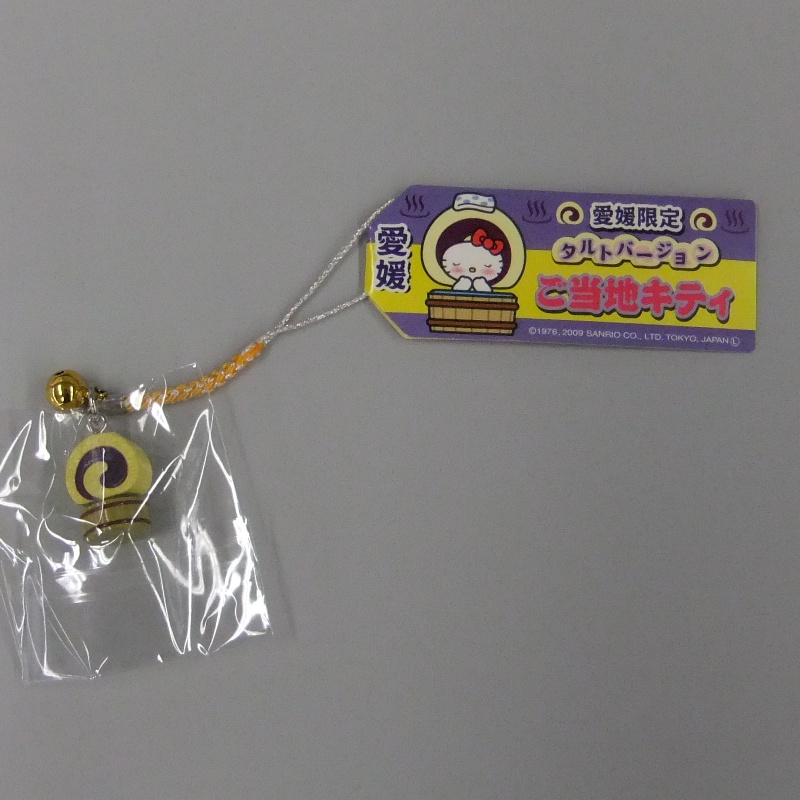 愛媛
愛媛限定
タルトバージョン
ご当地キティ
©1976, 2009 SANRIO CO., LTD. TOKYO, JAPAN Ⓛ